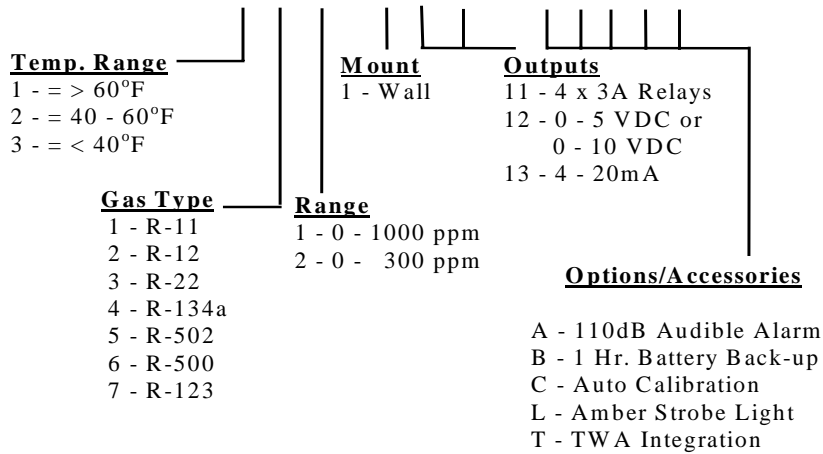 Temp. Range
1 - = > 60°F
2 - = 40 - 60°F
3 - = < 40°F
Mount
1 - Wall
Outputs
11 - 4 x 3A Relays
12 - 0 - 5 VDC or
0 - 10 VDC
13 - 4 - 20mA
Gas Type
1 - R-11
2 - R-12
3 - R-22
4 - R-134a
5 - R-502
6 - R-500
7 - R-123
Range
1 - 0 - 1000 ppm
2 - 0 - 300 ppm
Options/Accessories
A - 110dB Audible Alarm
B - 1 Hr. Battery Back-up
C - Auto Calibration
L - Amber Strobe Light
T - TWA Integration